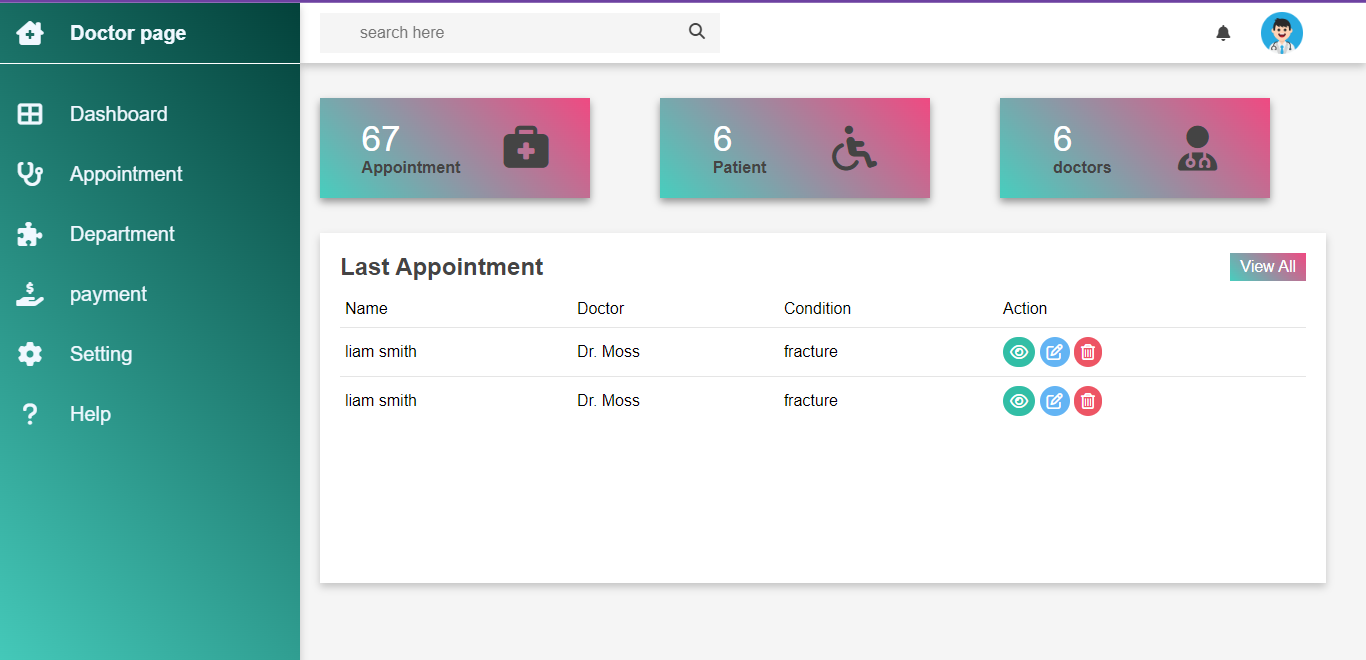 Doctor page
search here
Dashboard
Appointment
Department
payment
Setting
Help
67
Appointment
6
Patient
6
doctors
Last Appointment
View All
Name Doctor Condition Action
liam smith Dr. Moss fracture
liam smith Dr. Moss fracture